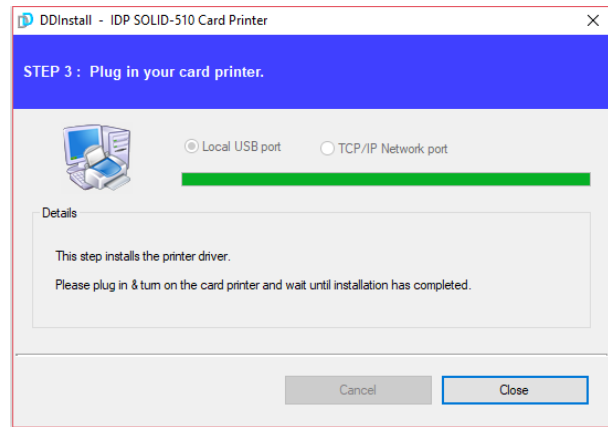 DDInstall - IDP SOLID-510 Card Printer
STEP 3 : Plug in your card printer.
Local USB port TCP/IP Network port
Details
This step installs the printer driver.
Please plug in & turn on the card printer and wait until installation has completed.
Cancel Close